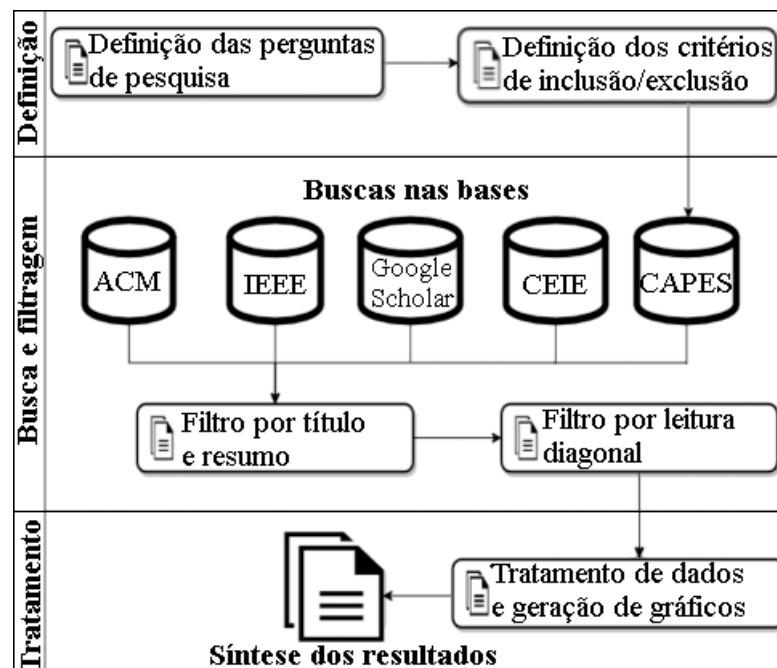 Definição
Definição das perguntas
de pesquisa
Definição dos critérios
de inclusão/exclusão
Busca e filtragem
Buscas nas bases
ACM
IEEE
Google
Scholar
CEIE
CAPES
Filtro por título
e resumo
Filtro por leitura
diagonal
Tratamento
Tratamento de dados
e geração de gráficos
Síntese dos resultados